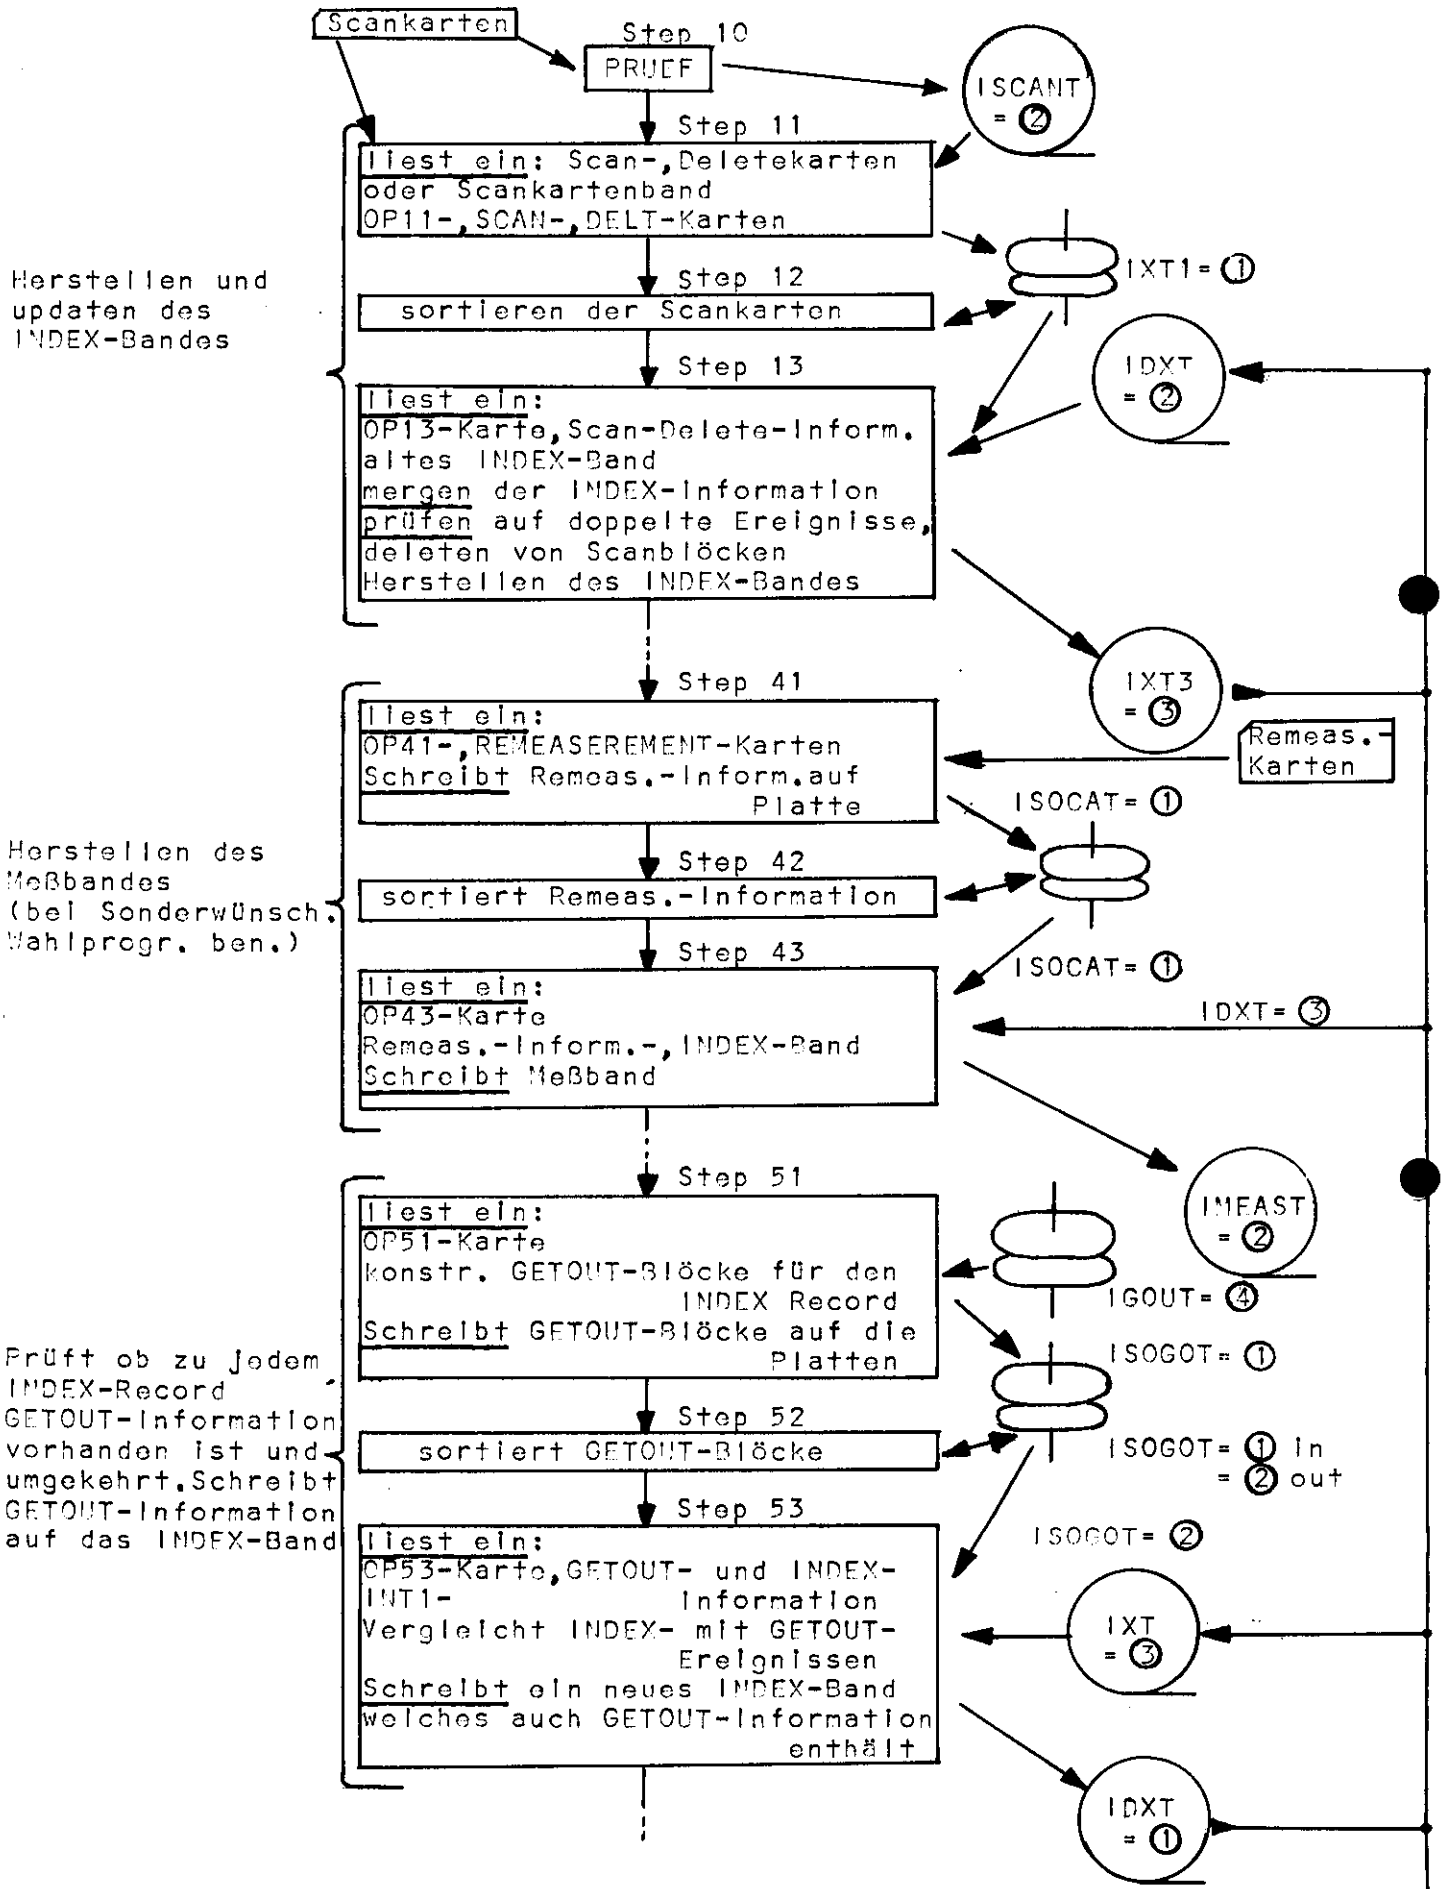 Scankarten
Step 10
PRUEF
ISCANT
= ②
Step 11
liest ein: Scan-,Deletekarten
oder Scankartenband
OP11-,SCAN-,DELT-Karten
IXT1= ①
Step 12
sortieren der Scankarten
Herstellen und
updaten des
INDEX-Bandes
Step 13
IDXT
= ②
liest ein:
OP13-Karte,Scan-Delete-Inform.
altes INDEX-Band
mergen der INDEX-Information
prüfen auf doppelte Ereignisse,
deleten von Scanblöcken
Herstellen des INDEX-Bandes
IXT3
= ③
Step 41
liest ein:
OP41-,REMEASEREMENT-Karten
Schreibt Remeas.-Inform.auf
Platte
Remeas.-
Karten
ISOCAT= ①
Step 42
sortiert Remeas.-Information
Herstellen des
Meßbandes
(bei Sonderwünsch.
Wahlprogr. ben.)
Step 43
ISOCAT= ①
liest ein:
OP43-Karte
Remeas.-Inform.-,INDEX-Band
Schreibt Meßband
IDXT= ③
IMEAST
= ②
Step 51
liest ein:
OP51-Karte
konstr. GETOUT-Blöcke für den
INDEX Record
Schreibt GETOUT-Blöcke auf die
Platten
IGOUT= ④
ISOGOT= ①
Step 52
sortiert GETOUT-Blöcke
ISOGOT= ① in
= ② out
Prüft ob zu jedem
INDEX-Record
GETOUT-Information
vorhanden ist und
umgekehrt.Schreibt
GETOUT-Information
auf das INDEX-Band
Step 53
ISOGOT= ②
liest ein:
OP53-Karte,GETOUT- und INDEX-
INT1- Information
Vergleicht INDEX- mit GETOUT-
Ereignissen
Schreibt ein neues INDEX-Band
welches auch GETOUT-Information
enthält
IXT
= ③
IDXT
= ①